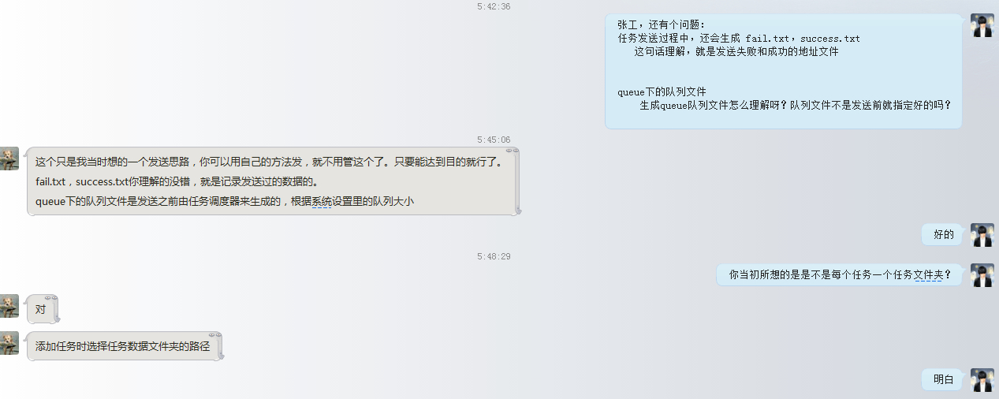 5:42:36
张工，还有个问题：
任务发送过程中，还会生成 fail.txt，success.txt
这句话理解，就是发送失败和成功的地址文件
queue下的队列文件
生成queue队列文件怎么理解呀？队列文件不是发送前就指定好的吗？
5:45:06
这个只是我当时想的一个发送思路，你可以用自己的方法发，就不用管这个了。只要能达到目的就行了。
fail.txt，success.txt你理解的没错，就是记录发送过的数据的。
queue下的队列文件是发送之前由任务调度器来生成的，根据系统设置里的队列大小
好的
5:48:29
你当初所想的是是不是每个任务一个任务文件夹？
对
添加任务时选择任务数据文件夹的路径
明白